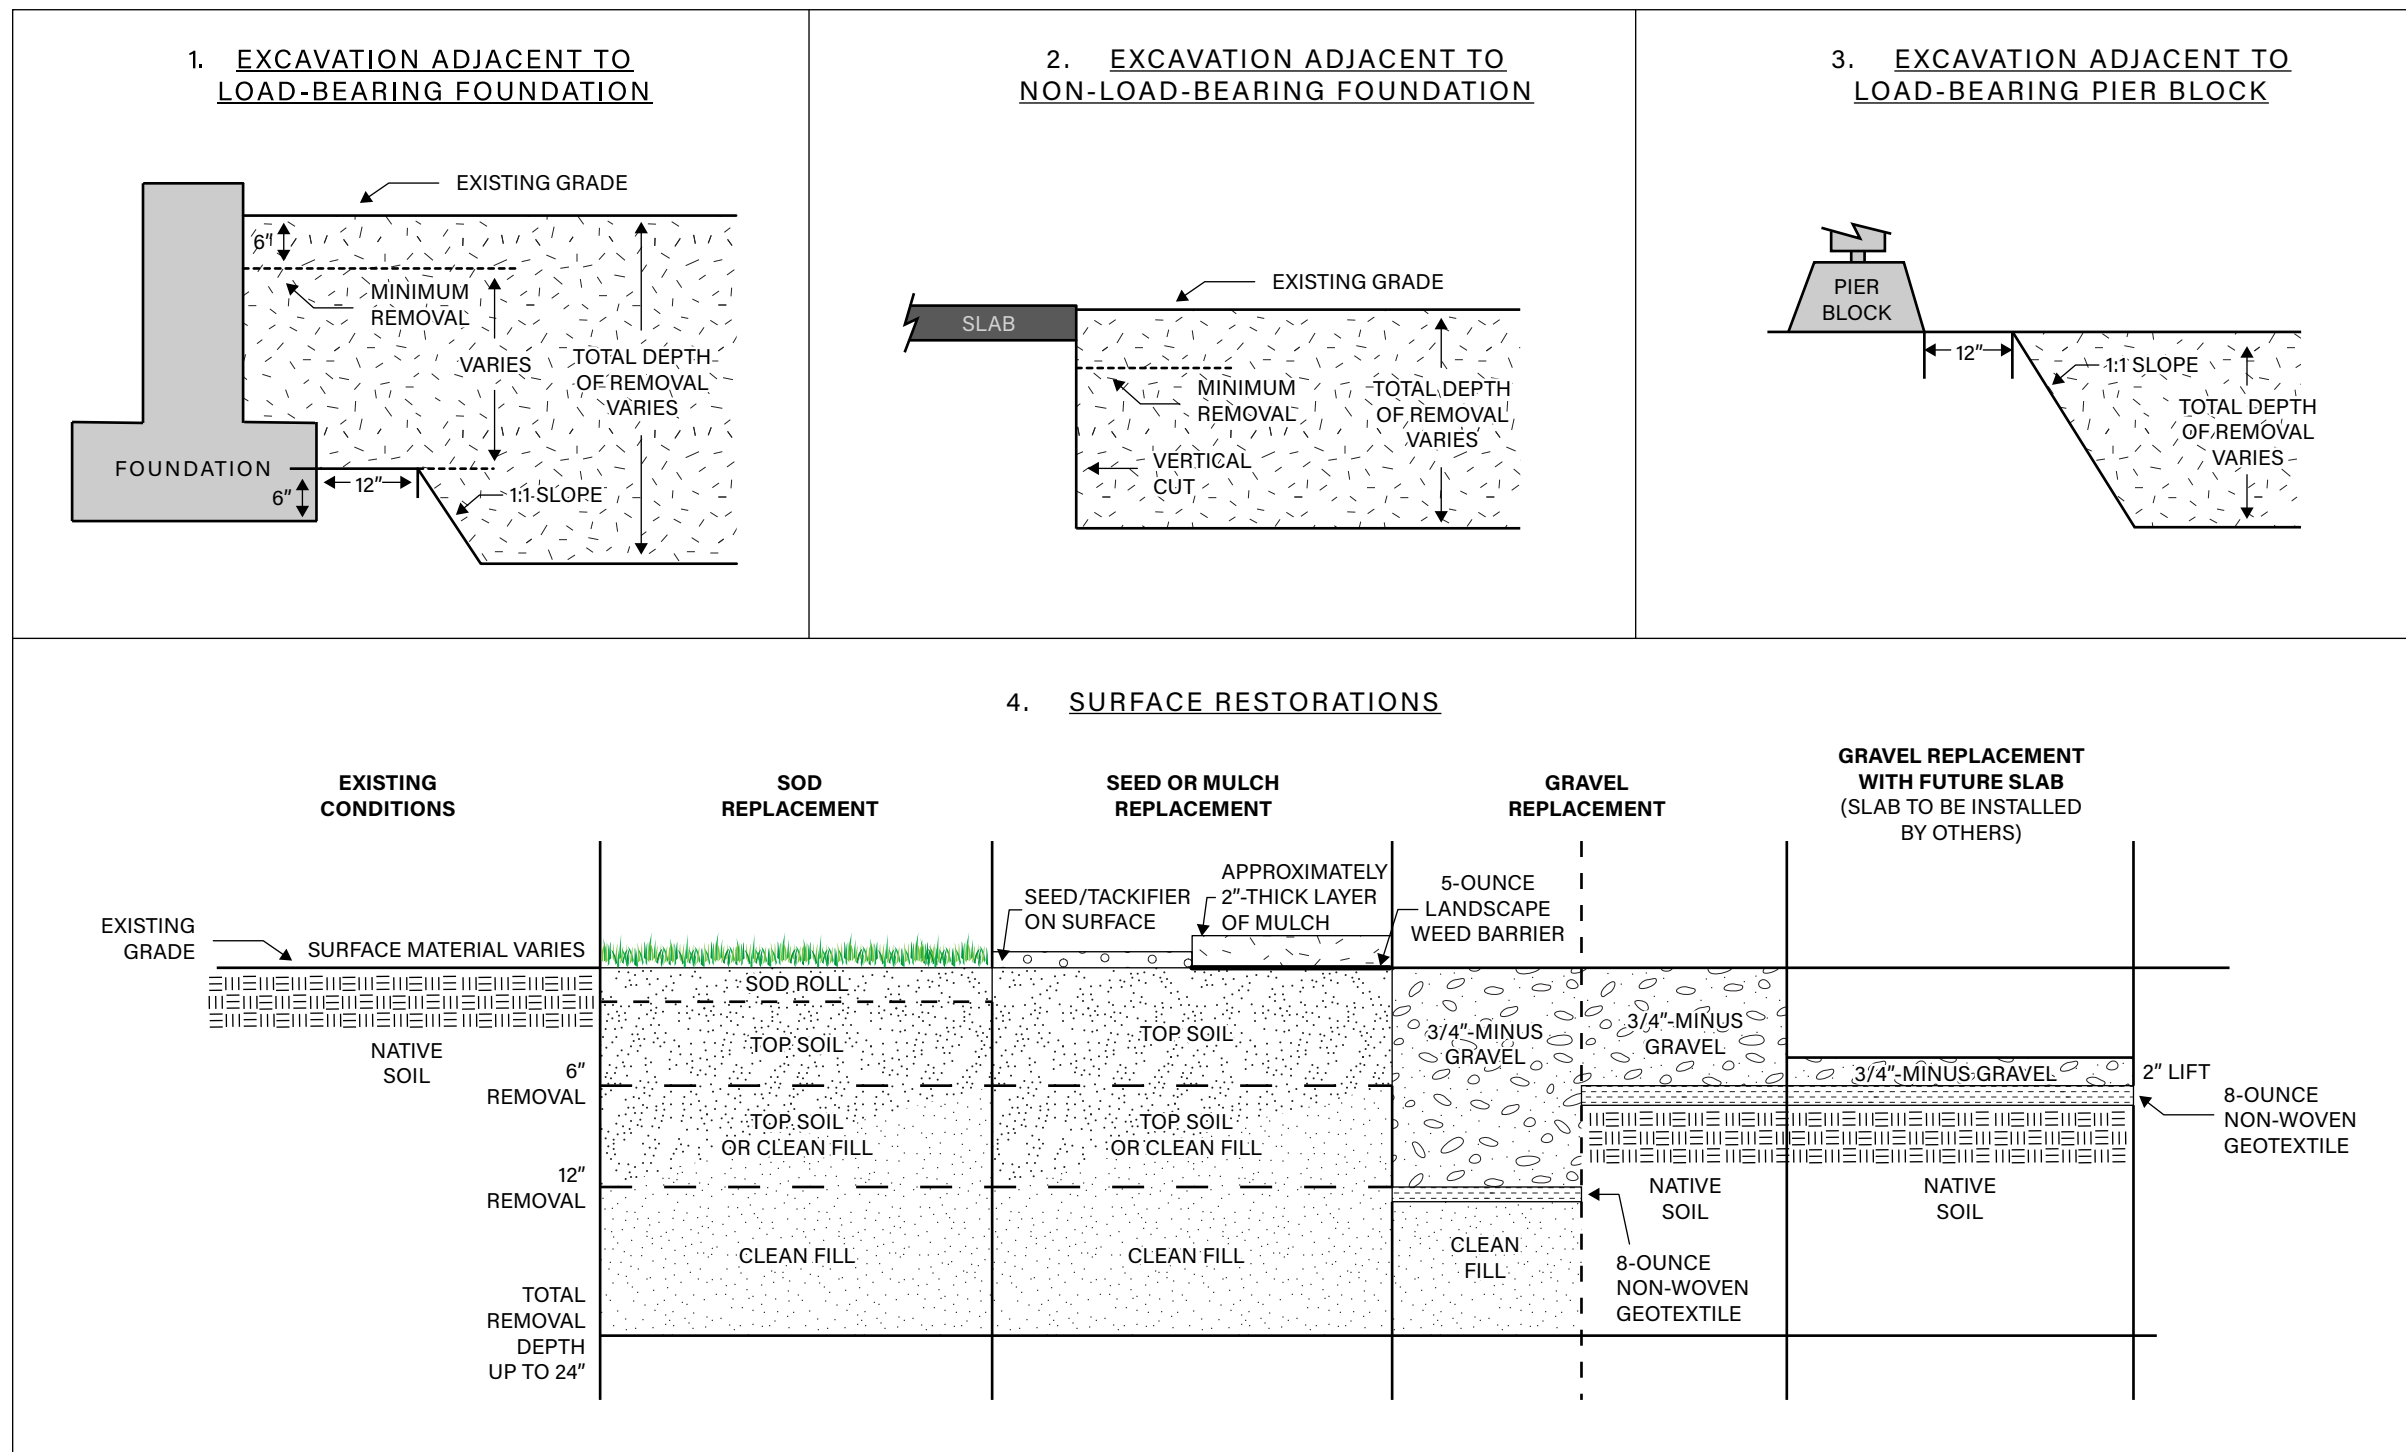 1. EXCAVATION ADJACENT TO
LOAD-BEARING FOUNDATION
EXISTING GRADE
6"
MINIMUM
REMOVAL
VARIES
TOTAL DEPTH
OF REMOVAL
VARIES
FOUNDATION
6"
12"
1:1 SLOPE
2. EXCAVATION ADJACENT TO
NON-LOAD-BEARING FOUNDATION
EXISTING GRADE
SLAB
MINIMUM
REMOVAL
TOTAL DEPTH
OF REMOVAL
VARIES
VERTICAL
CUT
3. EXCAVATION ADJACENT TO
LOAD-BEARING PIER BLOCK
PIER
BLOCK
12"
1:1 SLOPE
TOTAL DEPTH
OF REMOVAL
VARIES
4. SURFACE RESTORATIONS
EXISTING
CONDITIONS
EXISTING
GRADE
SURFACE MATERIAL VARIES
NATIVE
SOIL
6"
REMOVAL
12"
REMOVAL
TOTAL
REMOVAL
DEPTH
UP TO 24"
SOD
REPLACEMENT
SOD ROLL
TOP SOIL
TOP SOIL
OR CLEAN FILL
CLEAN FILL
SEED OR MULCH
REPLACEMENT
SEED/TACKIFIER
ON SURFACE
APPROXIMATELY
2"-THICK LAYER
OF MULCH
TOP SOIL
TOP SOIL
OR CLEAN FILL
CLEAN FILL
GRAVEL
REPLACEMENT
5-OUNCE
LANDSCAPE
WEED BARRIER
3/4"-MINUS
GRAVEL
3/4"-MINUS
GRAVEL
CLEAN
FILL
NATIVE
SOIL
8-OUNCE
NON-WOVEN
GEOTEXTILE
GRAVEL REPLACEMENT
WITH FUTURE SLAB
(SLAB TO BE INSTALLED
BY OTHERS)
3/4"-MINUS GRAVEL
2" LIFT
8-OUNCE
NON-WOVEN
GEOTEXTILE
NATIVE
SOIL